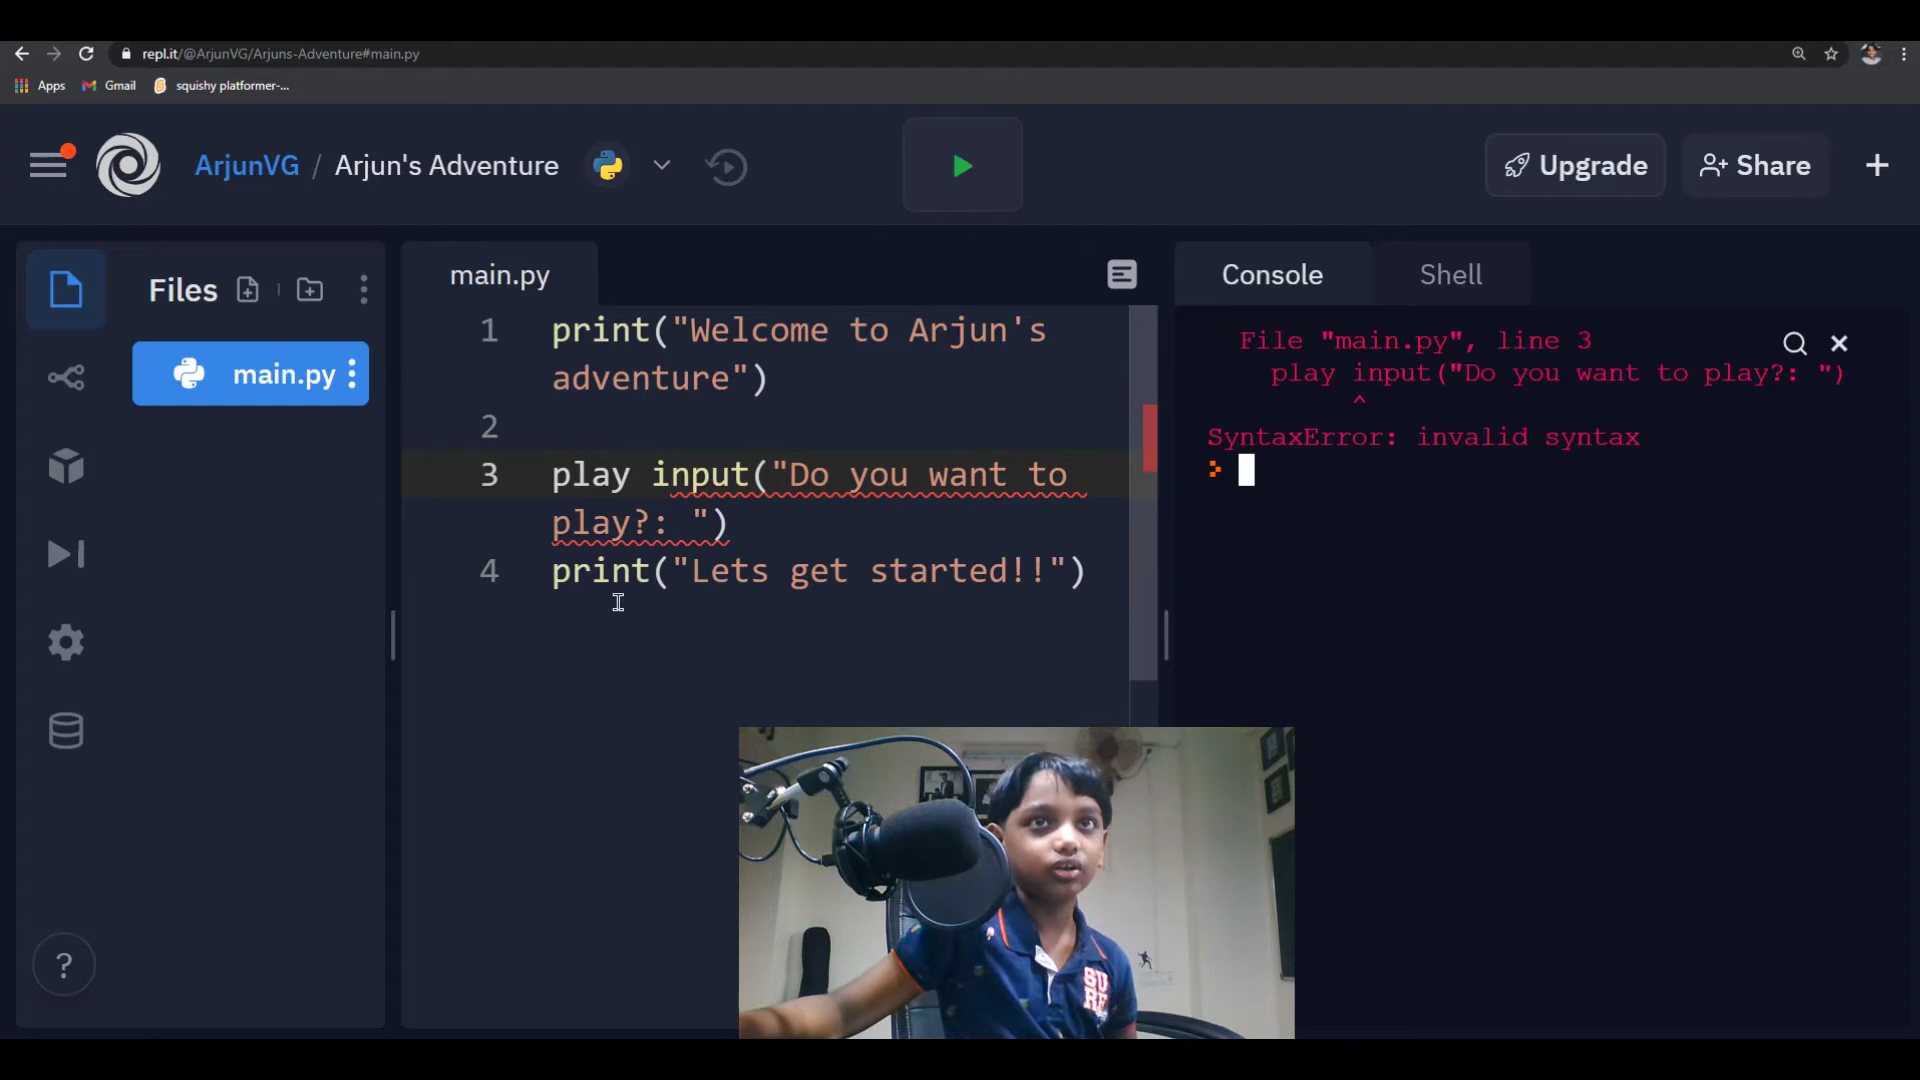 repl.it/@ArjunVG/Arjuns-Adventure#main.py
Apps Gmail squishy platformer-...
ArjunVG / Arjun's Adventure Upgrade Share +
Files
main.py
main.py
1 print("Welcome to Arjun's
adventure")
2
3 play input("Do you want to
play?: ")
4 print("Lets get started!!")
Console Shell
File "main.py", line 3
play input("Do you want to play?: ")
^
SyntaxError: invalid syntax
?
SU
RE